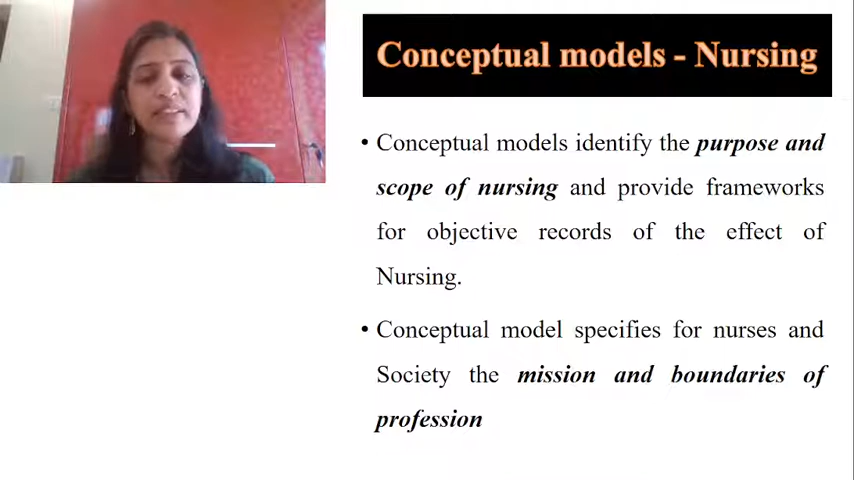 Conceptual models - Nursing
• Conceptual models identify the purpose and
scope of nursing and provide frameworks
for objective records of the effect of
Nursing.
• Conceptual model specifies for nurses and
Society the mission and boundaries of
profession